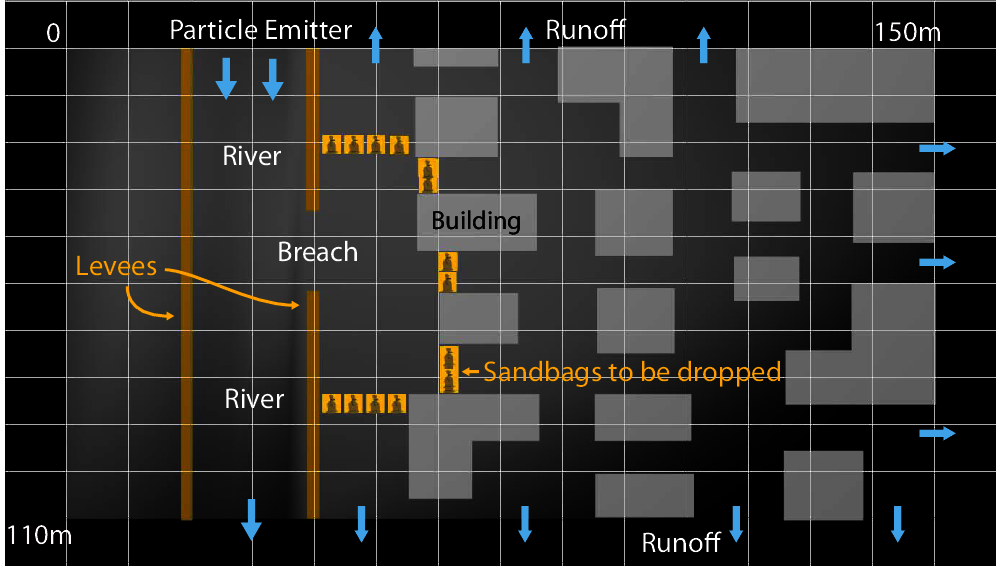 0
Particle Emitter
Runoff
150m
River
Building
Breach
Levees
Sandbags to be dropped
River
110m
Runoff